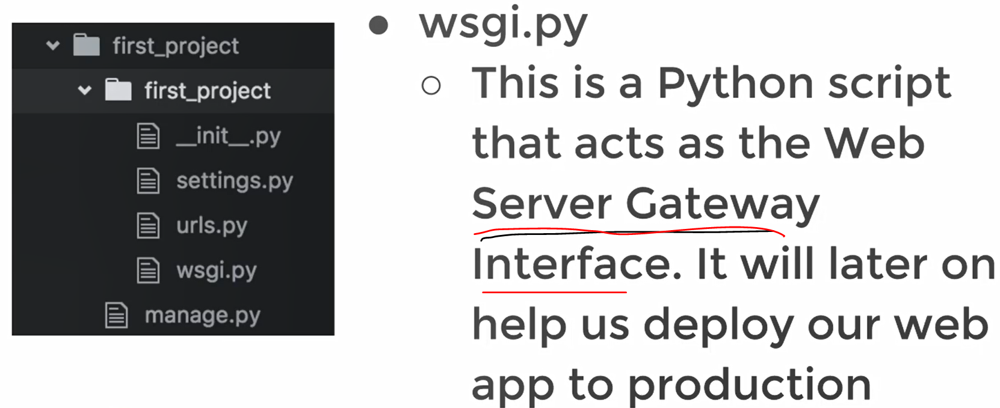 first_project
first_project
__init__.py
settings.py
urls.py
wsgi.py
manage.py
wsgi.py
This is a Python script
that acts as the Web
Server Gateway
Interface. It will later on
help us deploy our web
app to production